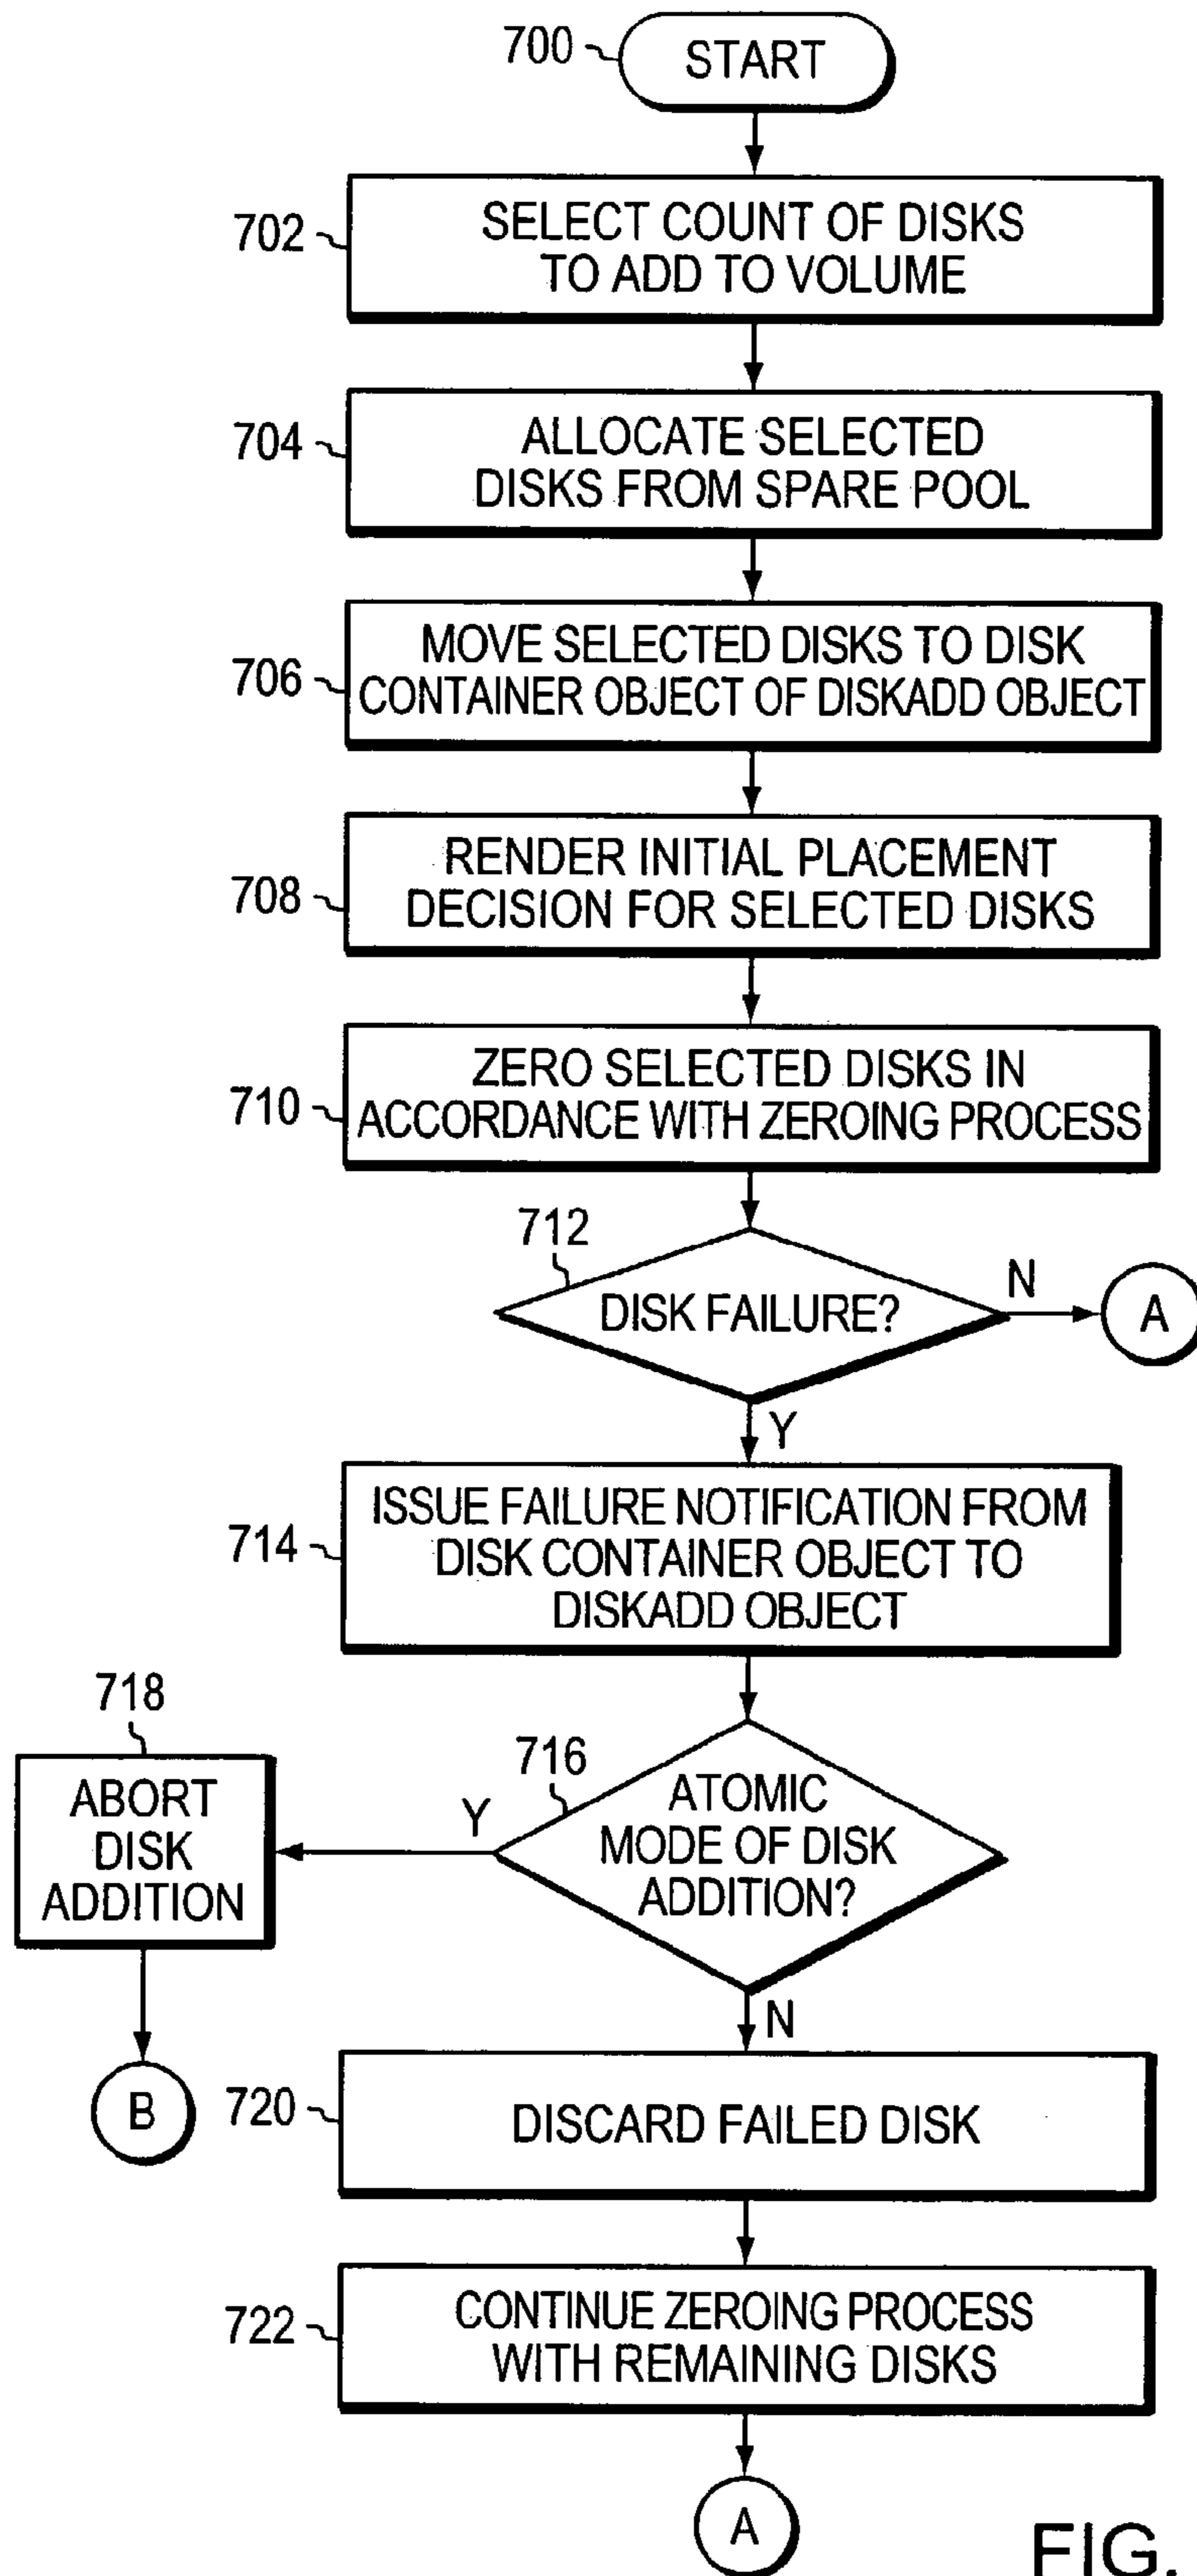 700
START
702
SELECT COUNT OF DISKS
TO ADD TO VOLUME
704
ALLOCATE SELECTED
DISKS FROM SPARE POOL
706
MOVE SELECTED DISKS TO DISK
CONTAINER OBJECT OF DISKADD OBJECT
708
RENDER INITIAL PLACEMENT
DECISION FOR SELECTED DISKS
710
ZERO SELECTED DISKS IN
ACCORDANCE WITH ZEROING PROCESS
712
DISK FAILURE?
N
A
Y
714
ISSUE FAILURE NOTIFICATION FROM
DISK CONTAINER OBJECT TO
DISKADD OBJECT
716
ATOMIC
MODE OF DISK
ADDITION?
Y
718
ABORT
DISK
ADDITION
B
N
720
DISCARD FAILED DISK
722
CONTINUE ZEROING PROCESS
WITH REMAINING DISKS
A
FIG.